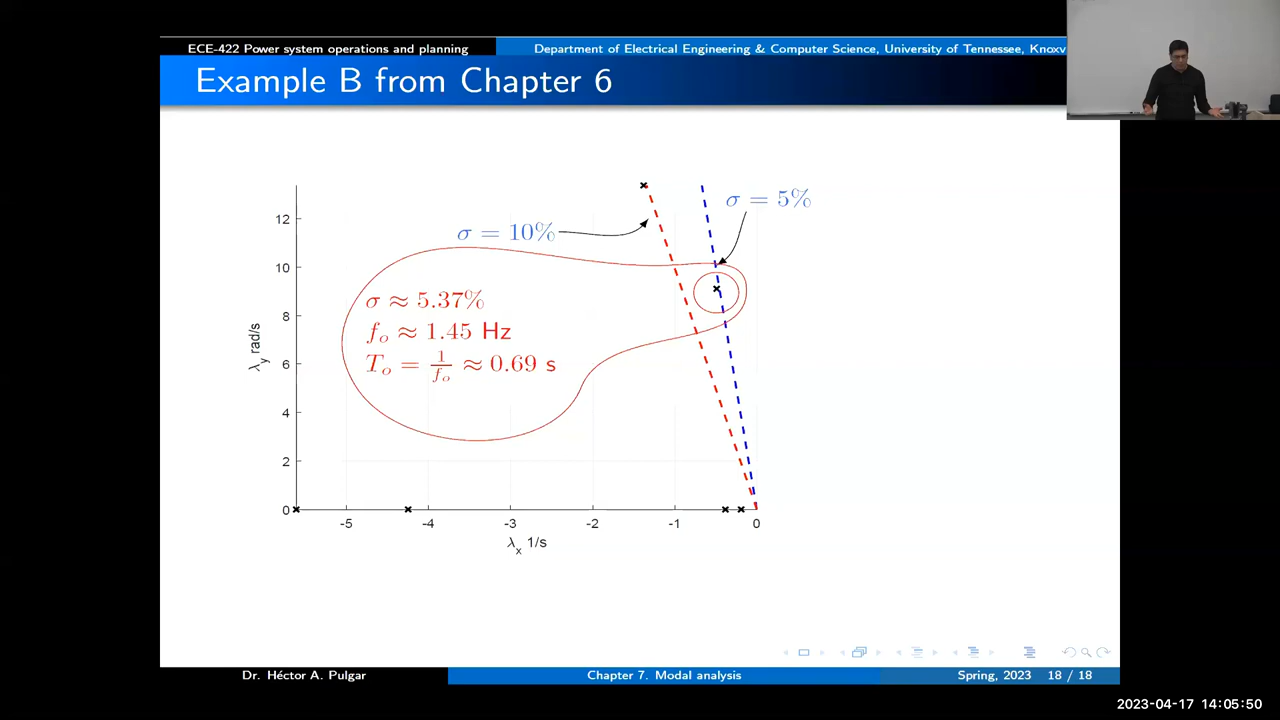 ECE-422 Power system operations and planning
Department of Electrical Engineering & Computer Science, University of Tennessee, Knoxv
Example B from Chapter 6
σ = 5%
σ = 10%
σ ≈ 5.37%
f_o ≈ 1.45 Hz
T_o = 1/f_o ≈ 0.69 s
12
10
8
6
4
2
0
λ_y rad/s
-5 -4 -3 -2 -1 0
λ_x 1/s
Dr. Héctor A. Pulgar
Chapter 7. Modal analysis
Spring, 2023 18 / 18
2023-04-17 14:05:50